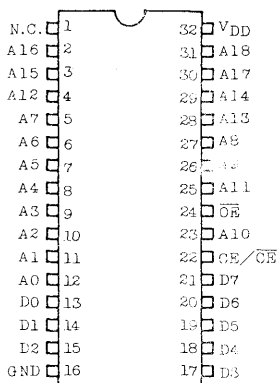 N.C. 1 32 V_DD
A16 2 31 A18
A15 3 30 A17
A12 4 29 A14
A7 5 28 A13
A6 6 27 A8
A5 7 26
A4 8 25 A11
A3 9 24 O̅E̅
A2 10 23 A10
A1 11 22 CE/C̅E̅
A0 12 21 D7
D0 13 20 D6
D1 14 19 D5
D2 15 18 D4
GND 16 17 D3